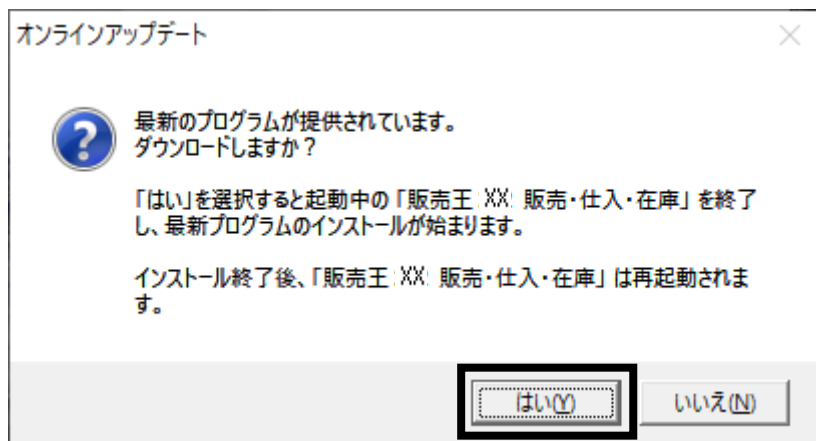 オンラインアップデート
最新のプログラムが提供されています。
ダウンロードしますか？
「はい」を選択すると起動中の「販売王 XX 販売・仕入・在庫」を終了
し、最新プログラムのインストールが始まります。
インストール終了後、「販売王 XX 販売・仕入・在庫」は再起動されま
す。
はい(Y) いいえ(N)